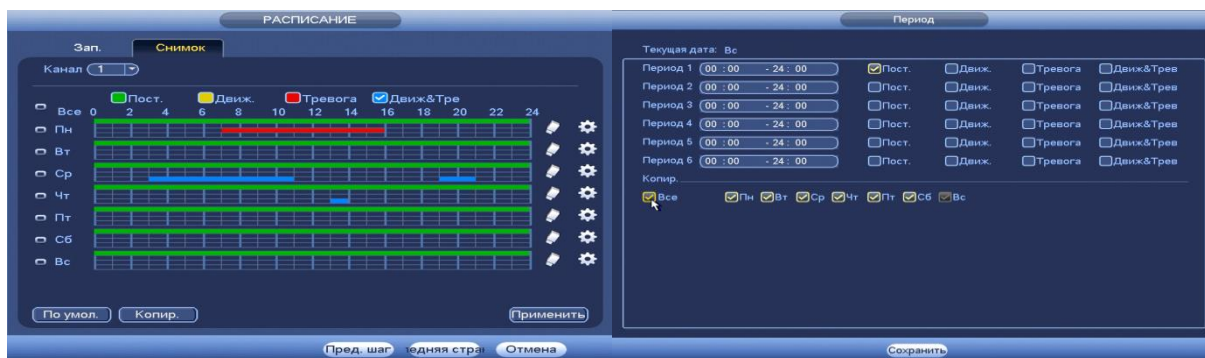 РАСПИСАНИЕ
Зап. Снимок
Канал 1
Пост. Движ. Тревога Движ&Тре
Все 0 2 4 6 8 10 12 14 16 18 20 22 24
Пн
Вт
Ср
Чт
Пт
Сб
Вс
По умол. Копир. Применить
Пред. шаг едняя стра Отмена
Период
Текущая дата: Вс
Период 1 00 :00 - 24: 00 Пост. Движ. Тревога Движ&Трев
Период 2 00 :00 - 24: 00 Пост. Движ. Тревога Движ&Трев
Период 3 00 :00 - 24: 00 Пост. Движ. Тревога Движ&Трев
Период 4 00 :00 - 24: 00 Пост. Движ. Тревога Движ&Трев
Период 5 00 :00 - 24: 00 Пост. Движ. Тревога Движ&Трев
Период 6 00 :00 - 24: 00 Пост. Движ. Тревога Движ&Трев
Копир.
Все Пн Вт Ср Чт Пт Сб Вс
Сохранить